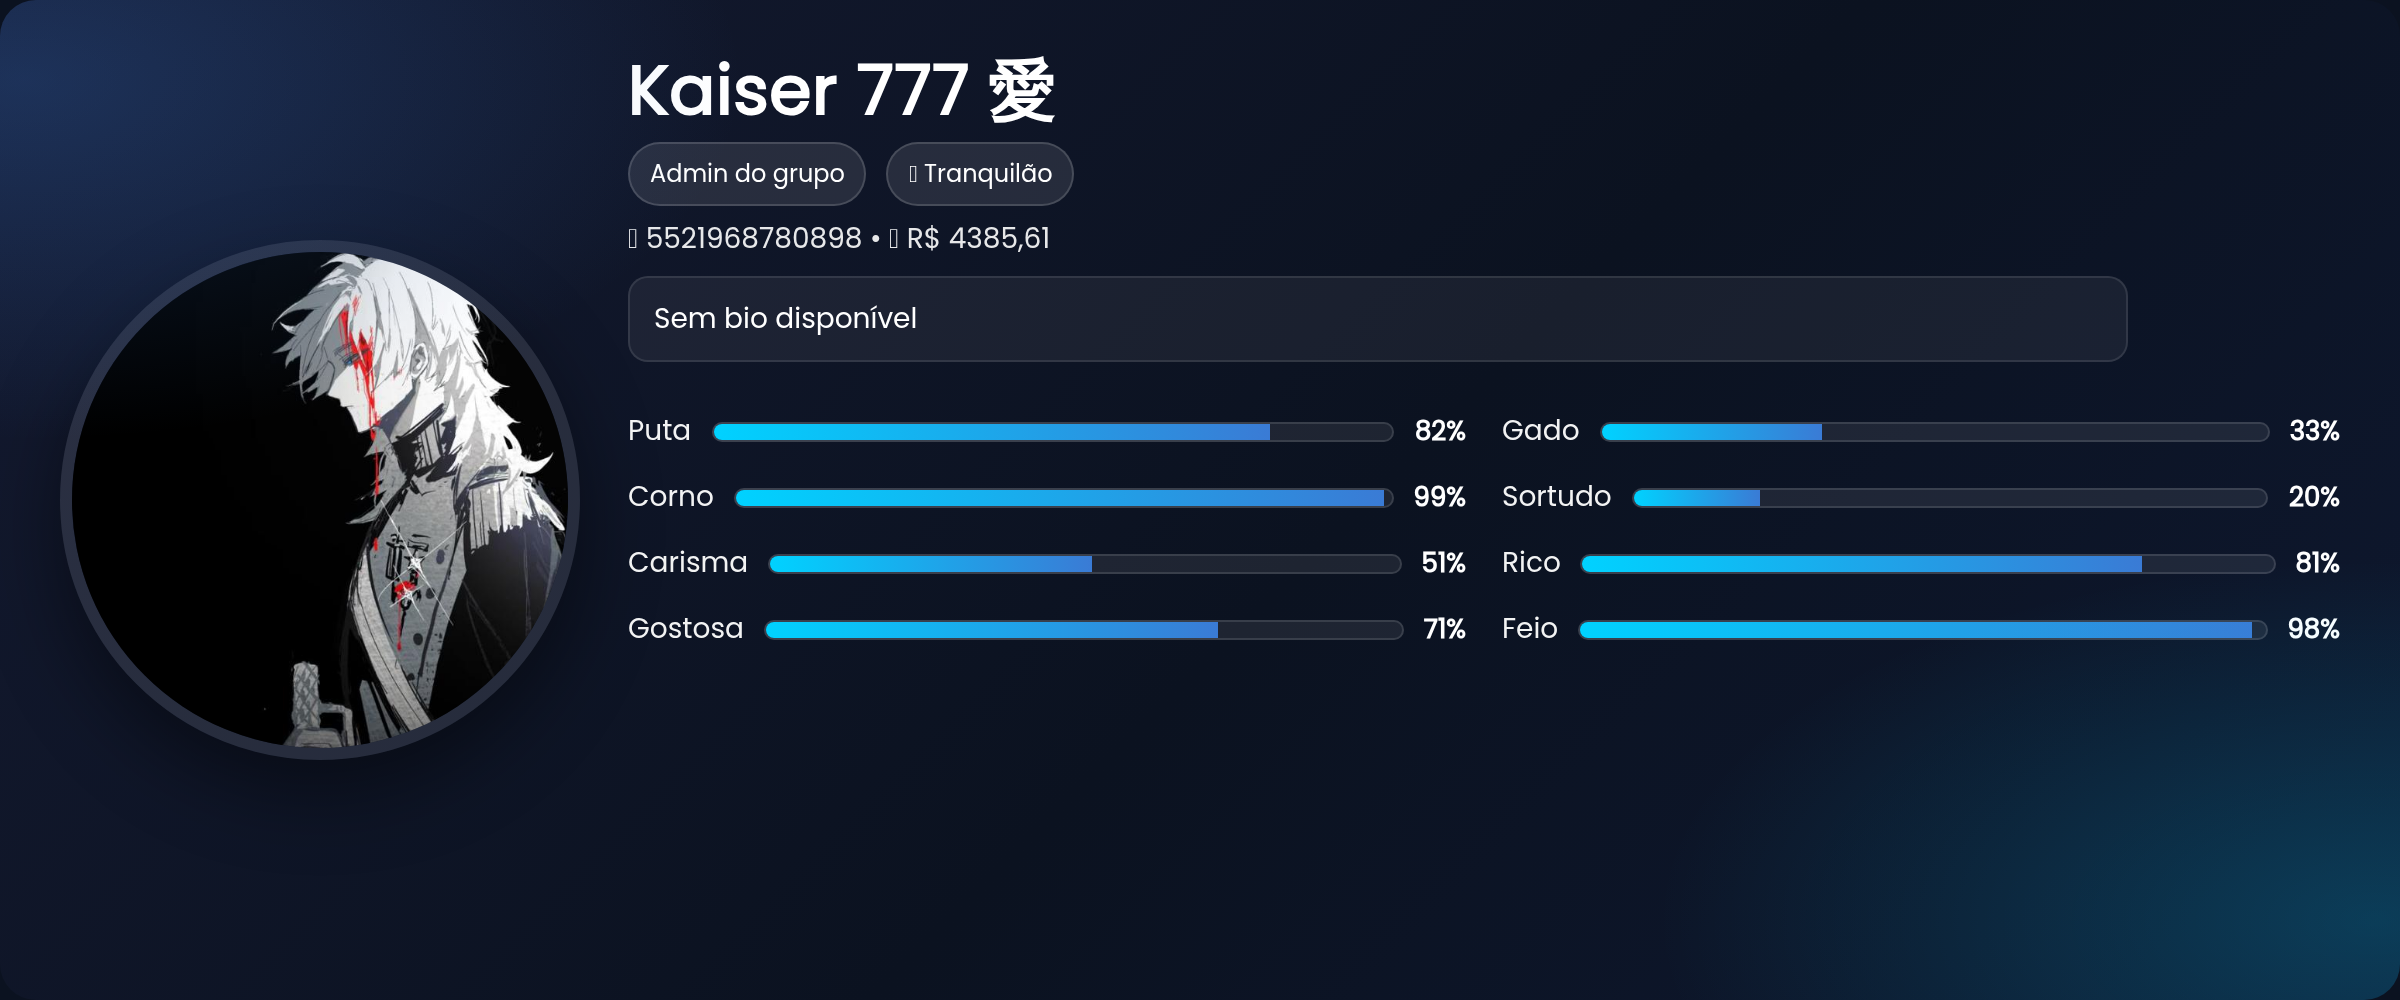 Kaiser 777 愛
Admin do grupo
Tranquilão
5521968780898 • R$ 4385,61
Sem bio disponível
Puta 82% Gado 33%
Corno 99% Sortudo 20%
Carisma 51% Rico 81%
Gostosa 71% Feio 98%